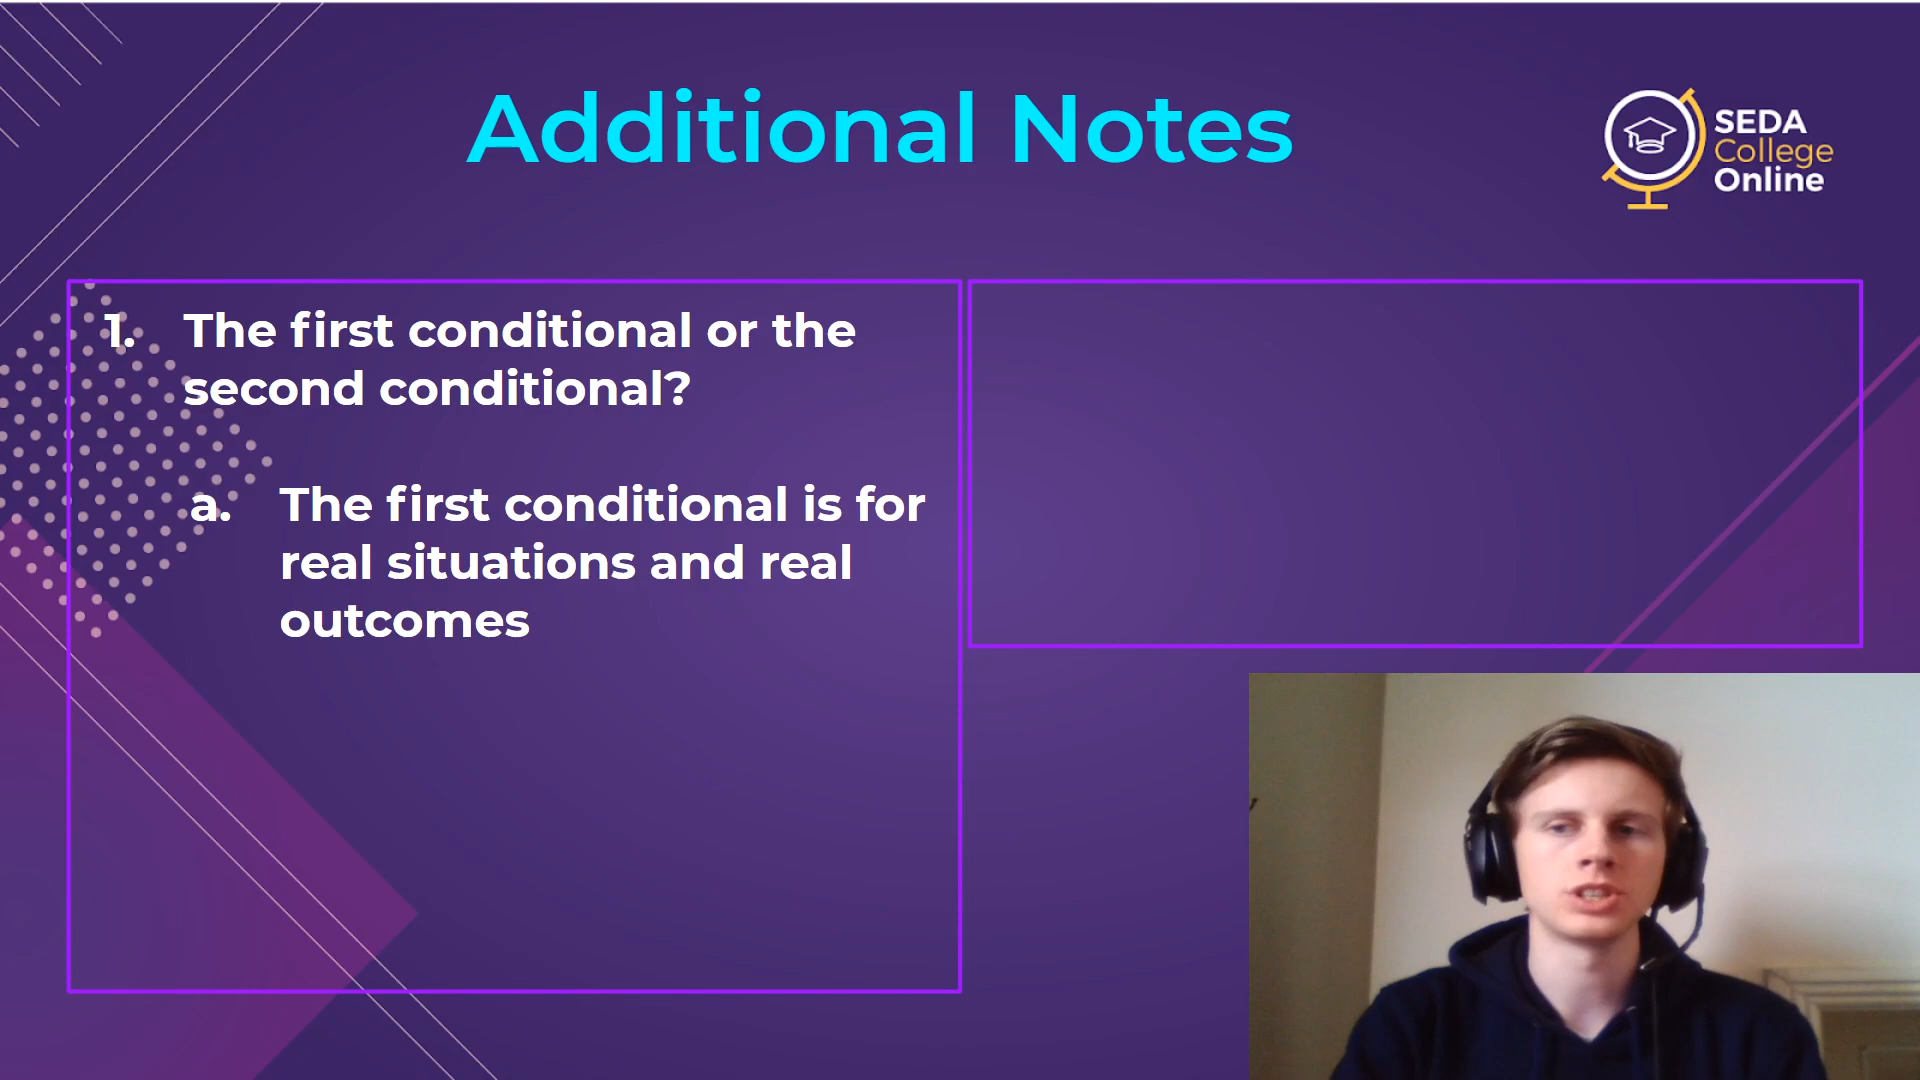 Additional Notes
SEDA
College
Online
1. The first conditional or the
second conditional?
a. The first conditional is for
real situations and real
outcomes